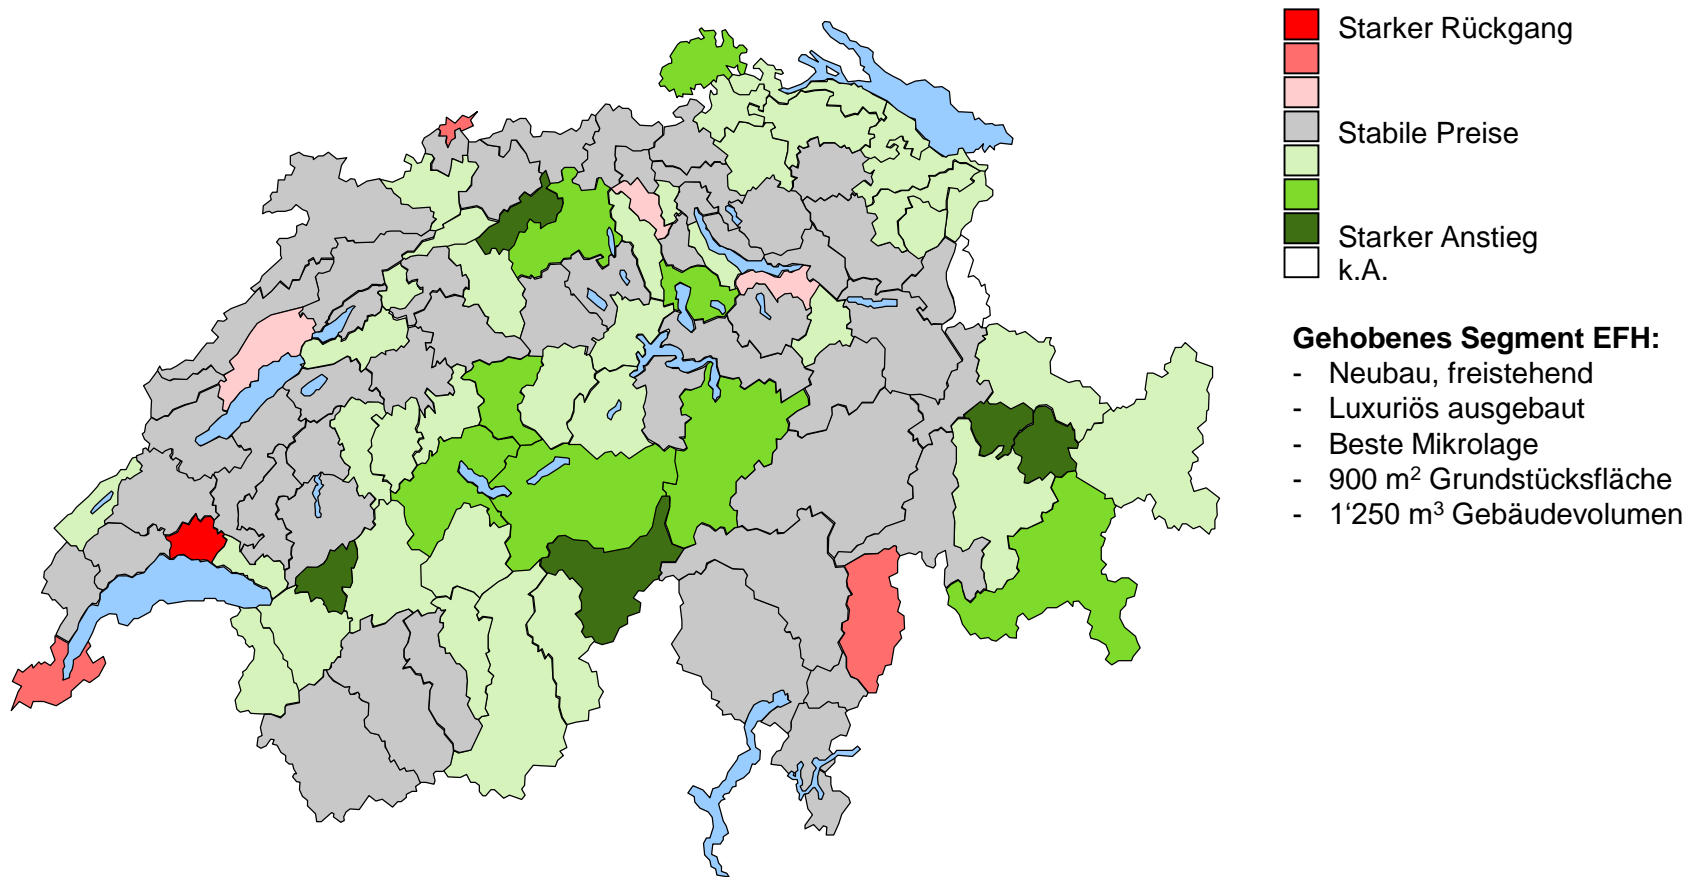 Starker Rückgang
Stabile Preise
Starker Anstieg
k.A.
Gehobenes Segment EFH:
- Neubau, freistehend
- Luxuriös ausgebaut
- Beste Mikrolage
- 900 m² Grundstücksfläche
- 1‘250 m³ Gebäudevolumen